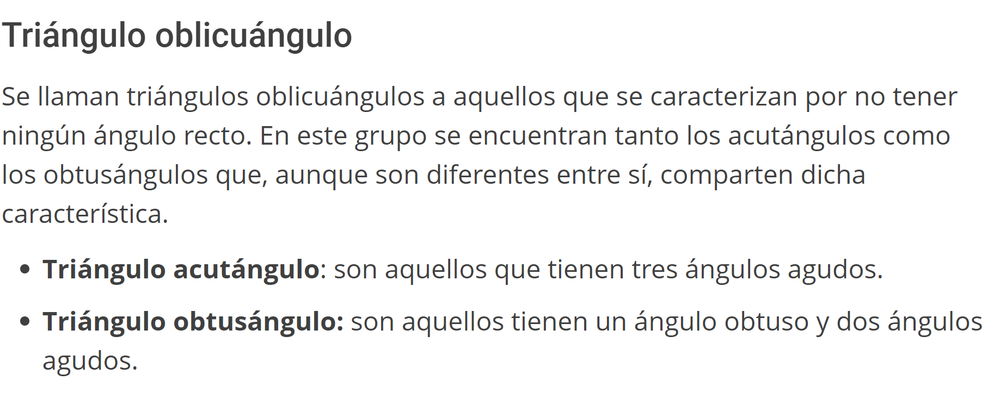 Triángulo oblicuángulo
Se llaman triángulos oblicuángulos a aquellos que se caracterizan por no tener
ningún ángulo recto. En este grupo se encuentran tanto los acutángulos como
los obtusángulos que, aunque son diferentes entre sí, comparten dicha
característica.
• Triángulo acutángulo: son aquellos que tienen tres ángulos agudos.
• Triángulo obtusángulo: son aquellos tienen un ángulo obtuso y dos ángulos
agudos.